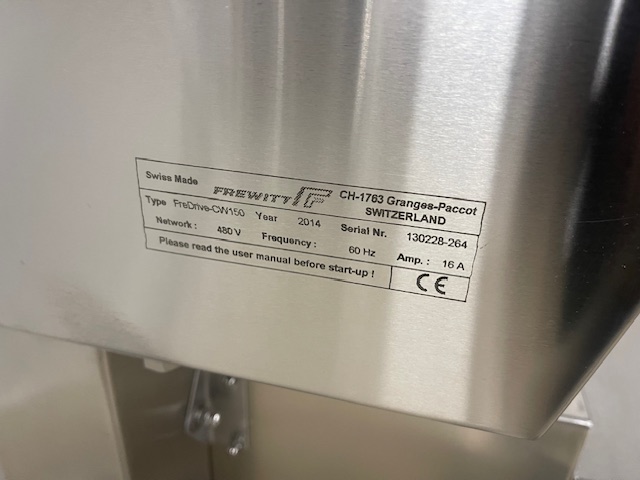 Swiss Made FREWITT CH-1763 Granges-Paccot
SWITZERLAND
Type FreDrive-CW150 Year 2014 Serial Nr. 130228-264
Network : 480 V Frequency : 60 Hz Amp. : 16 A
Please read the user manual before start-up ! CE